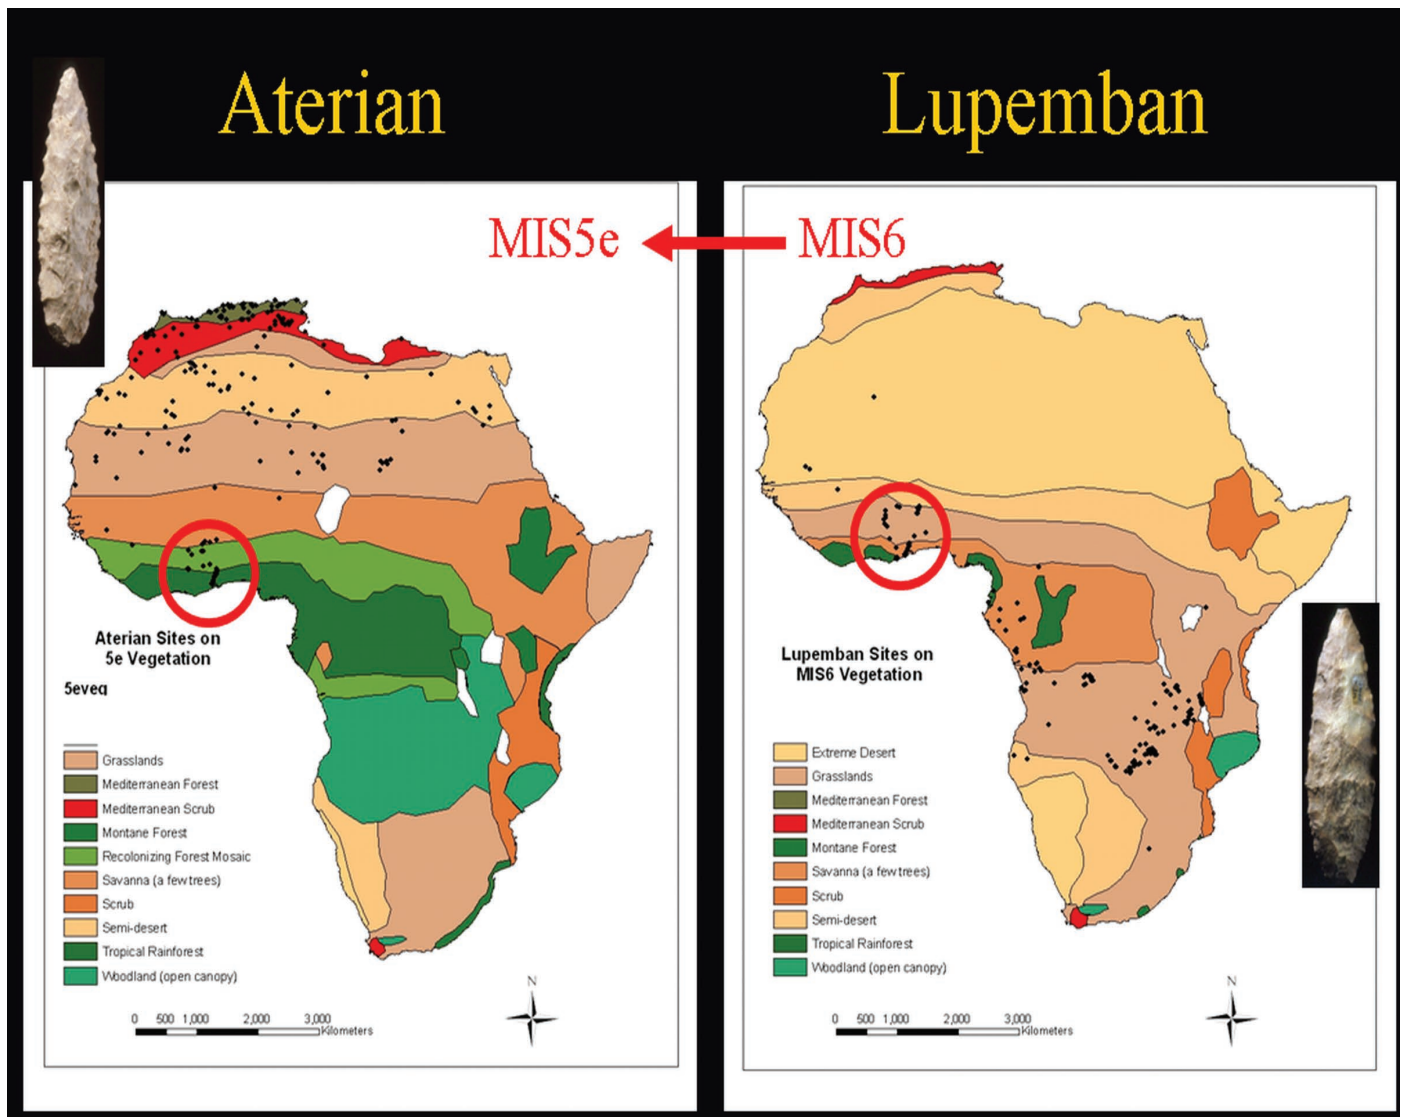 Aterian
Lupemban
MIS5e
MIS6
Aterian Sites on
5e Vegetation
5eveg
Grasslands
Mediterranean Forest
Mediterranean Scrub
Montane Forest
Recolonizing Forest Mosaic
Savanna (a few trees)
Scrub
Semi-desert
Tropical Rainforest
Woodland (open canopy)
N
0 500 1,000 2,000 3,000
Kilometers
Lupemban Sites on
MIS6 Vegetation
Extreme Desert
Grasslands
Mediterranean Forest
Mediterranean Scrub
Montane Forest
Savanna (a few trees)
Scrub
Semi-desert
Tropical Rainforest
Woodland (open canopy)
N
0 500 1,000 2,000 3,000
Kilometers